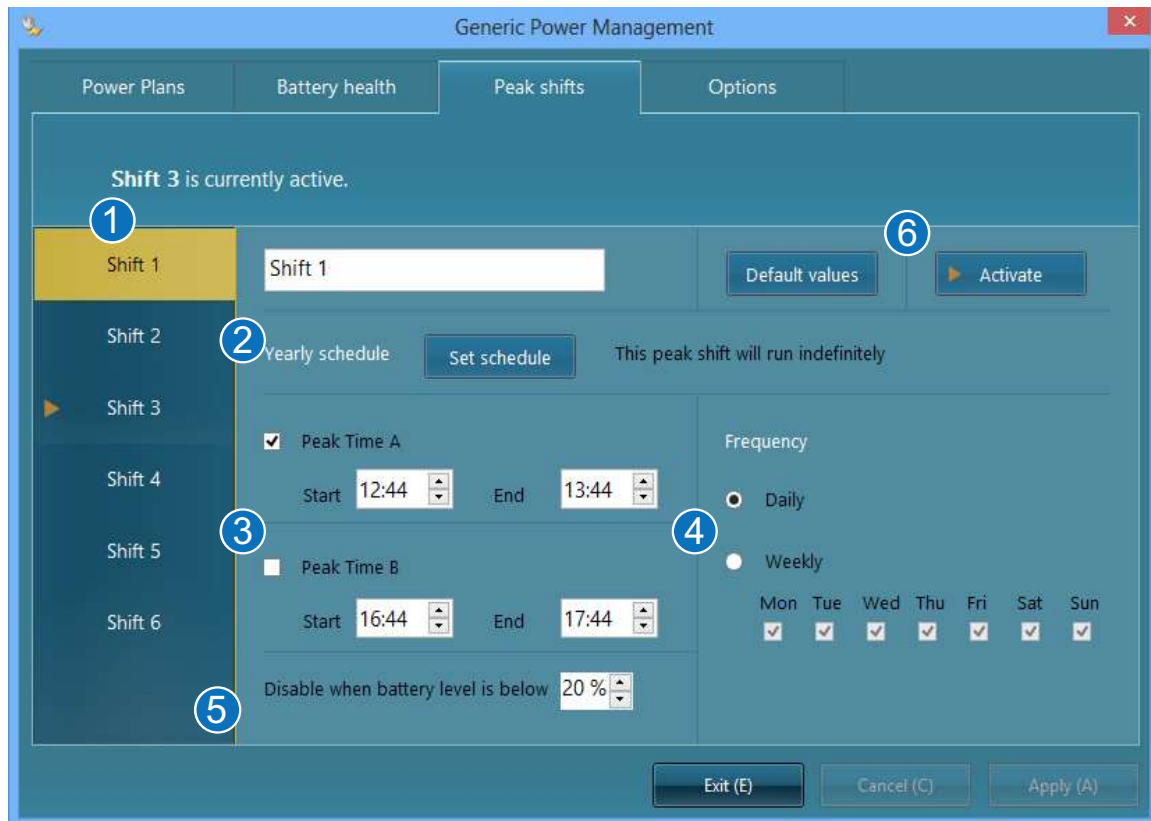 Generic Power Management
Power Plans Battery health Peak shifts Options
Shift 3 is currently active.
1
6
Shift 1
Shift 1
Default values
Activate
Shift 2
2
Yearly schedule
Set schedule
This peak shift will run indefinitely
Shift 3
Peak Time A
Frequency
Shift 4
Start 12:44 End 13:44
Daily
3
4
Shift 5
Peak Time B
Weekly
Mon Tue Wed Thu Fri Sat Sun
Shift 6
Start 16:44 End 17:44
Disable when battery level is below 20 %
5
Exit (E) Cancel (C) Apply (A)